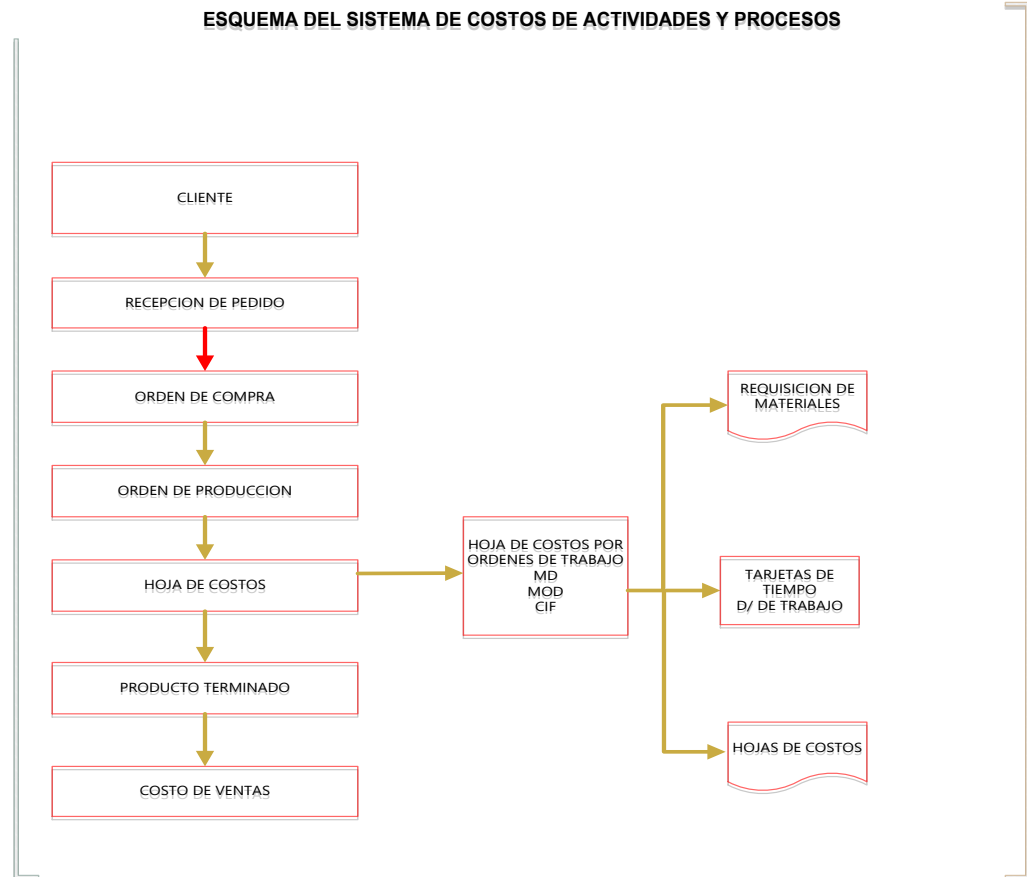 ESQUEMA DEL SISTEMA DE COSTOS DE ACTIVIDADES Y PROCESOS
CLIENTE
RECEPCION DE PEDIDO
ORDEN DE COMPRA
ORDEN DE PRODUCCION
HOJA DE COSTOS
PRODUCTO TERMINADO
COSTO DE VENTAS
HOJA DE COSTOS POR
ORDENES DE TRABAJO
MD
MOD
CIF
REQUISICION DE
MATERIALES
TARJETAS DE
TIEMPO
D/ DE TRABAJO
HOJAS DE COSTOS